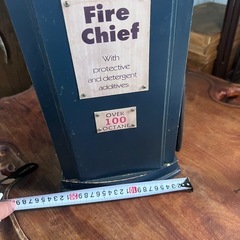 Fire
Chief
With
protective
and detergent
additives
OVER
100
OCTANE